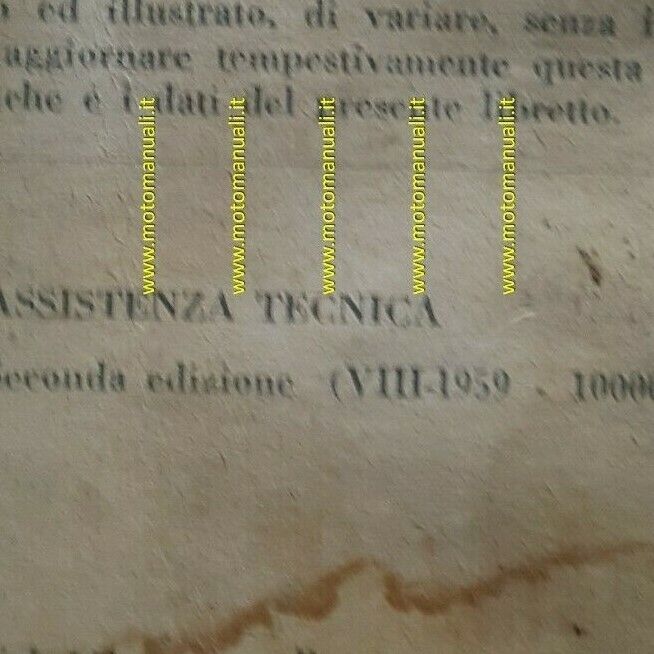 ed illustrato, di variare, senza
aggiornare tempestivamente questa
che e i dati del presente libretto.
www.motomanuali.it
www.motomanuali.it
www.motomanuali.it
www.motomanuali.it
www.motomanuali.it
ASSISTENZA TECNICA
Seconda edizione (VIII-1959 - 10000